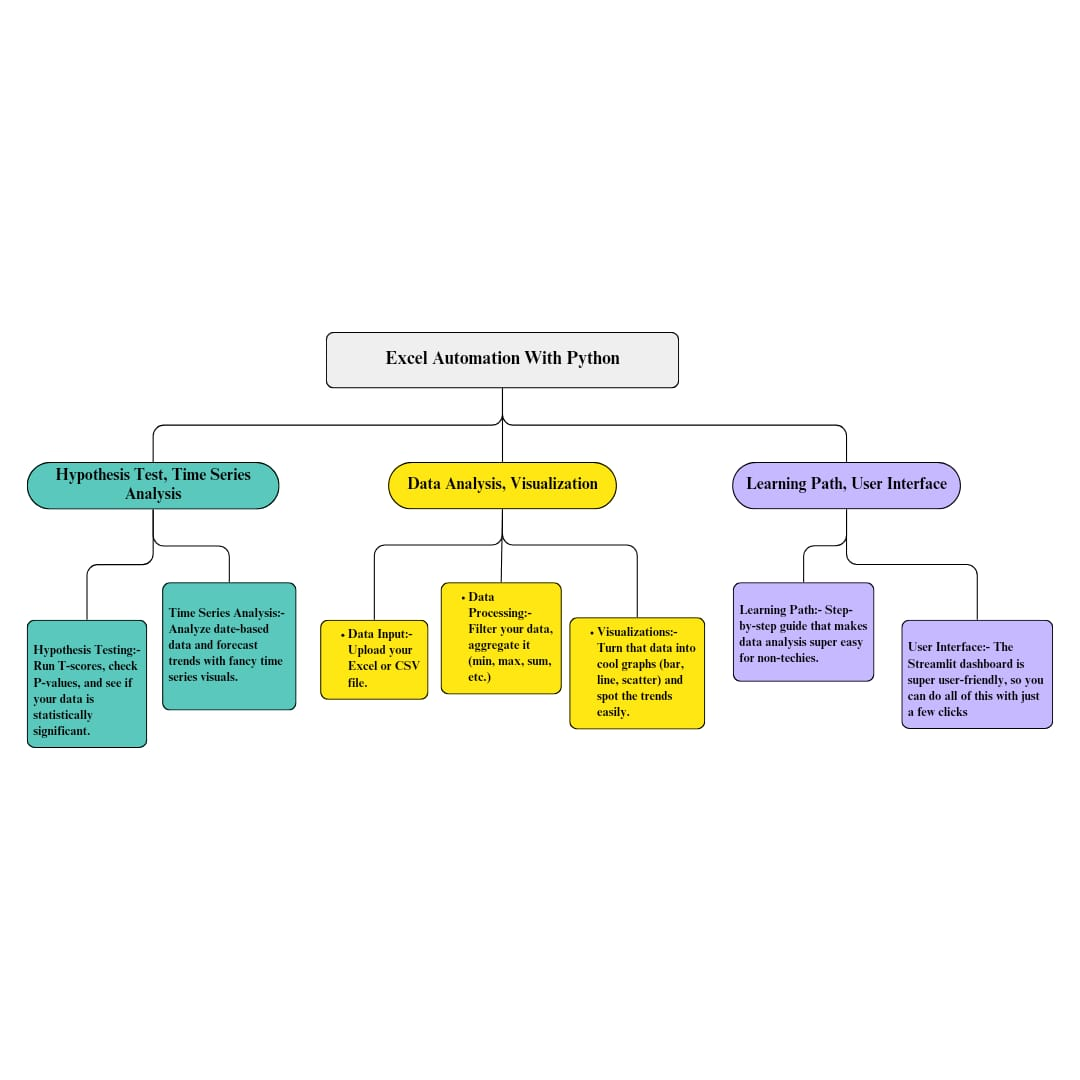 Excel Automation With Python
Hypothesis Test, Time Series
Analysis
Data Analysis, Visualization
Learning Path, User Interface
Hypothesis Testing:-
Run T-scores, check
P-values, and see if
your data is
statistically
significant.
Time Series Analysis:-
Analyze date-based
data and forecast
trends with fancy time
series visuals.
• Data Input:-
Upload your
Excel or CSV
file.
• Data
Processing:-
Filter your data,
aggregate it
(min, max, sum,
etc.)
• Visualizations:-
Turn that data into
cool graphs (bar,
line, scatter) and
spot the trends
easily.
Learning Path:- Step-
by-step guide that makes
data analysis super easy
for non-techies.
User Interface:- The
Streamlit dashboard is
super user-friendly, so you
can do all of this with just
a few clicks